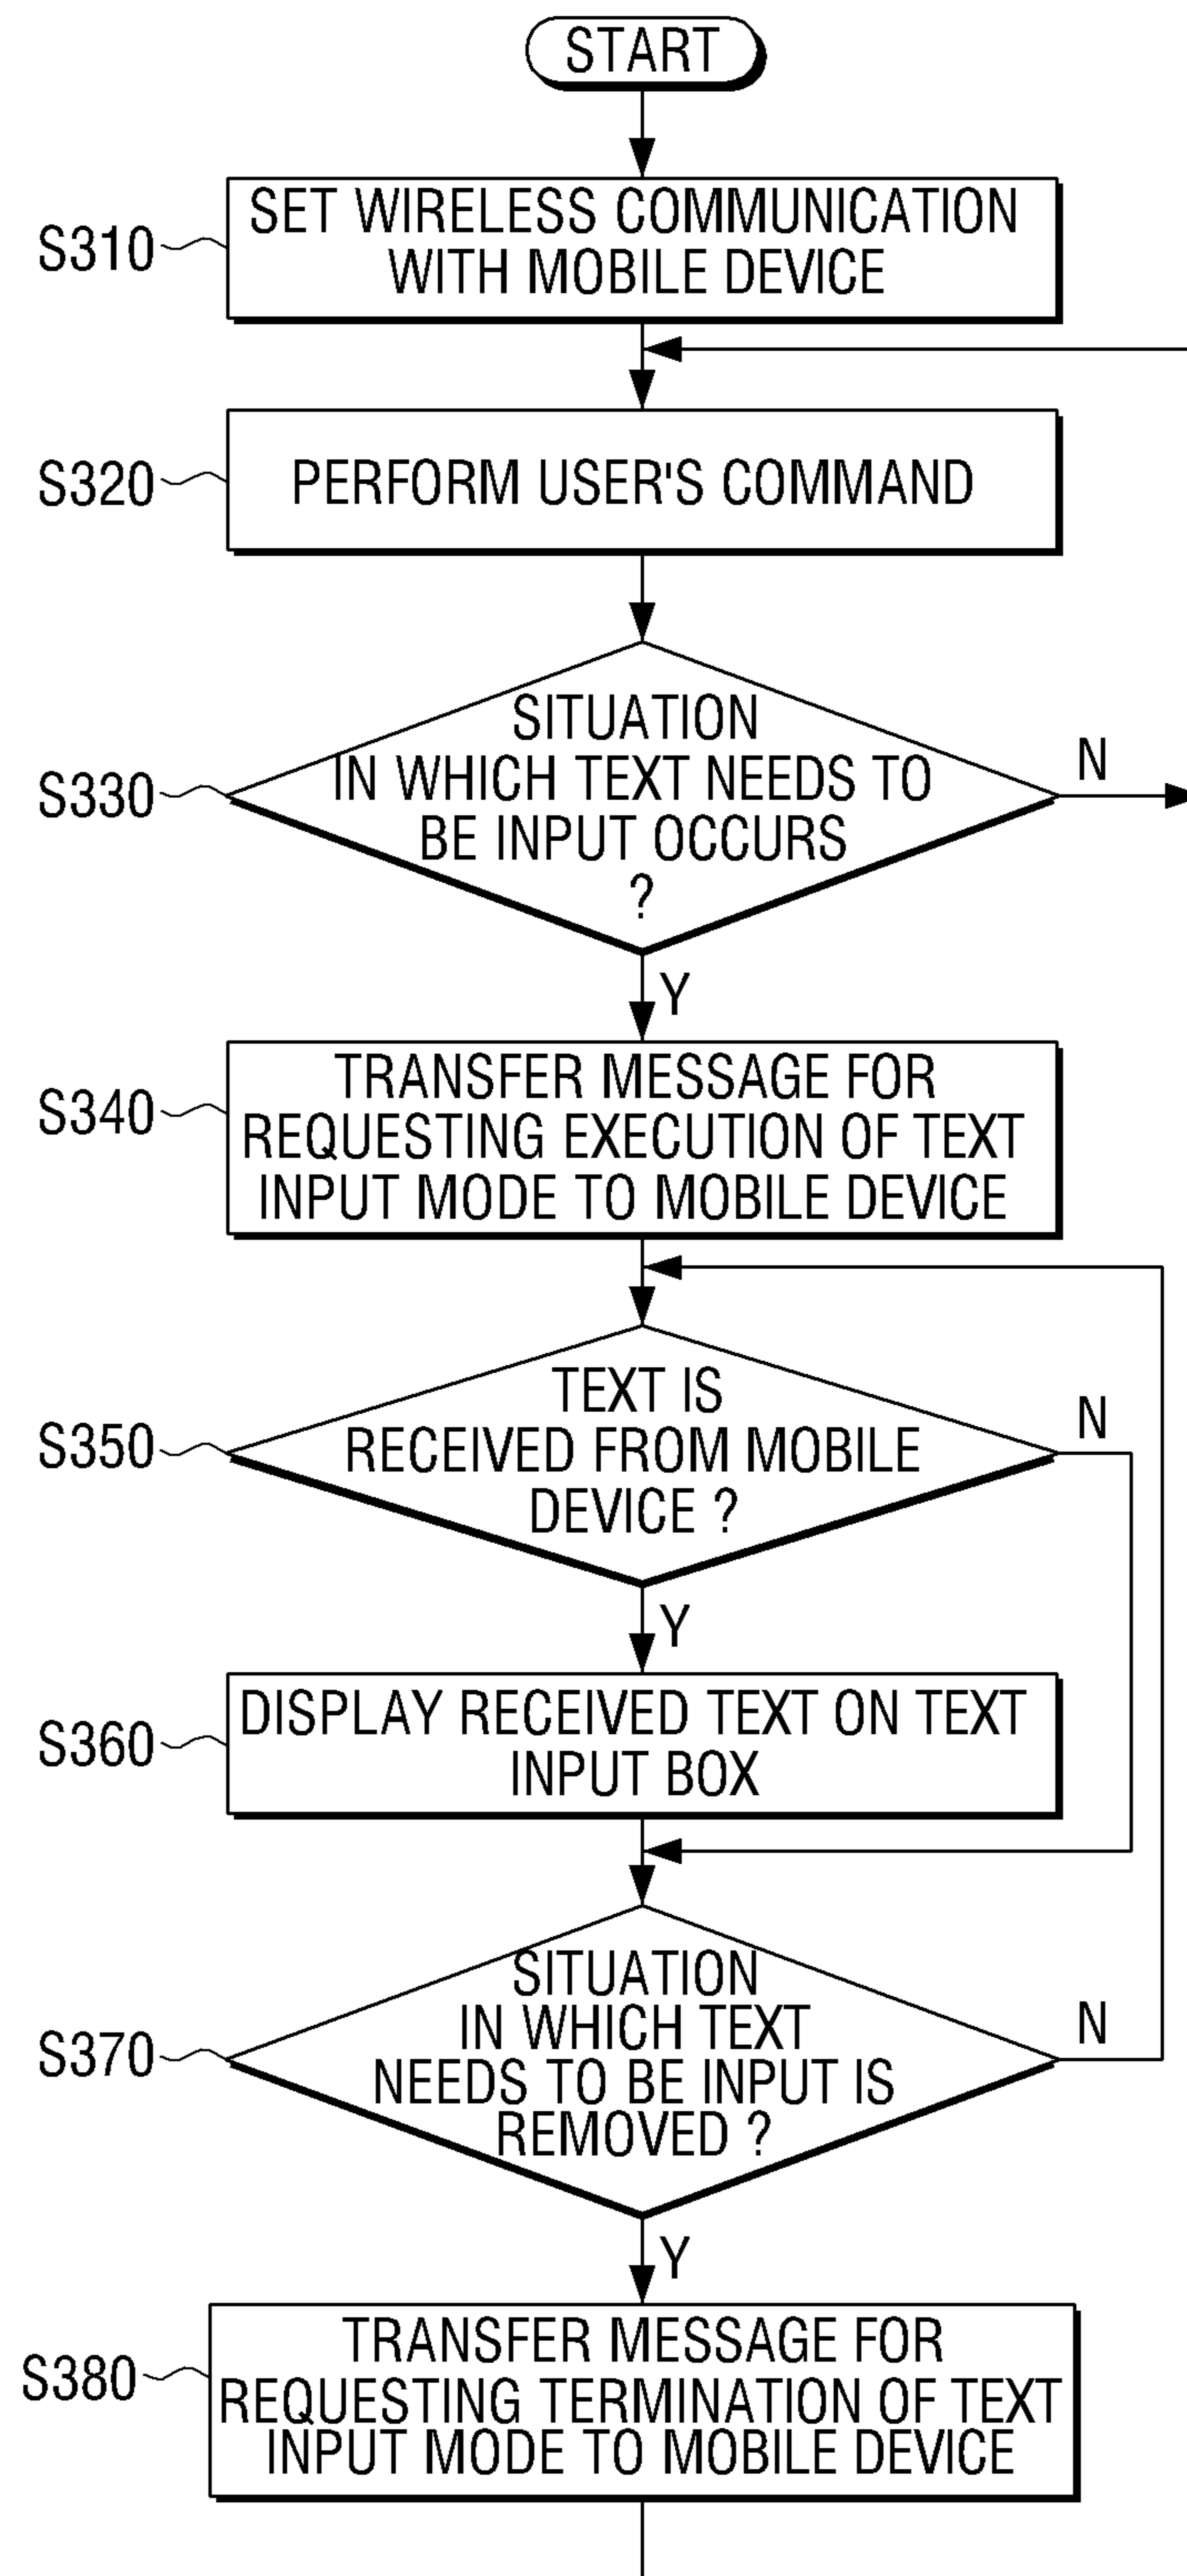 START
S310
SET WIRELESS COMMUNICATION
WITH MOBILE DEVICE
S320
PERFORM USER'S COMMAND
S330
SITUATION
IN WHICH TEXT NEEDS TO
BE INPUT OCCURS
?
N
Y
S340
TRANSFER MESSAGE FOR
REQUESTING EXECUTION OF TEXT
INPUT MODE TO MOBILE DEVICE
S350
TEXT IS
RECEIVED FROM MOBILE
DEVICE ?
N
Y
S360
DISPLAY RECEIVED TEXT ON TEXT
INPUT BOX
S370
SITUATION
IN WHICH TEXT
NEEDS TO BE INPUT IS
REMOVED ?
N
Y
S380
TRANSFER MESSAGE FOR
REQUESTING TERMINATION OF TEXT
INPUT MODE TO MOBILE DEVICE